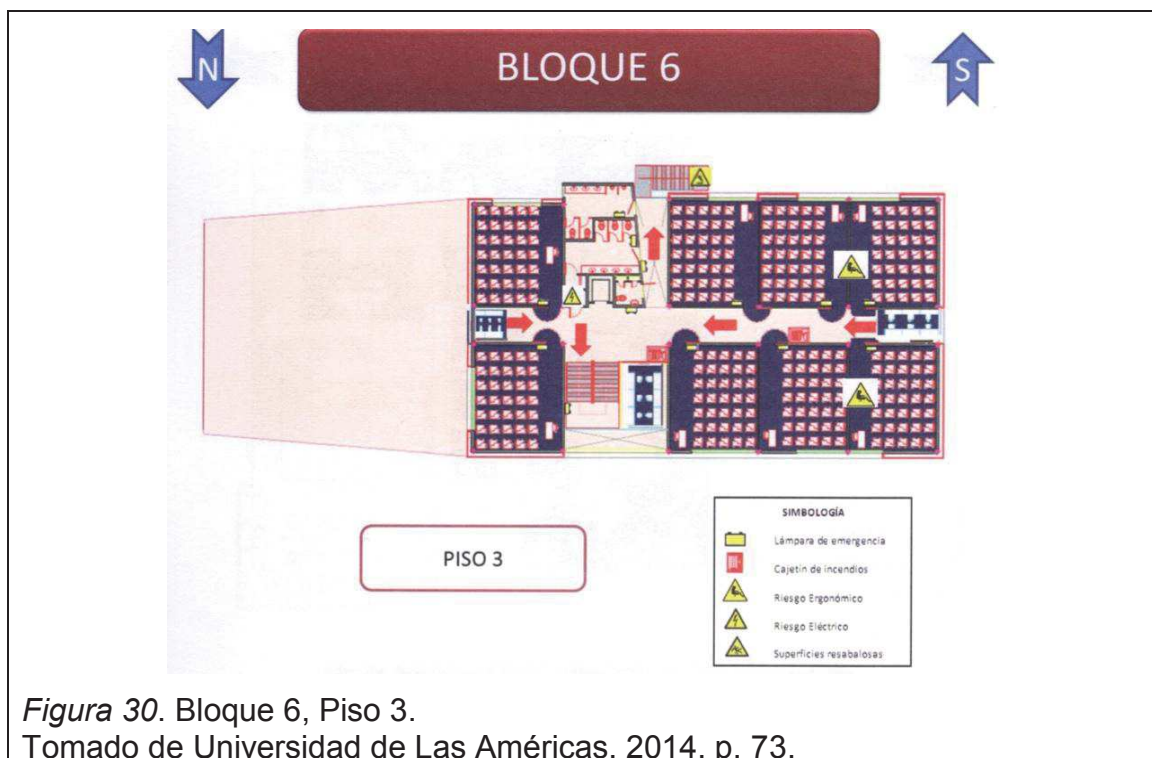 N
BLOQUE 6
S
PISO 3
SIMBOLOGÍA
Lámpara de emergencia
Cajetín de incendios
Riesgo Ergonómico
Riesgo Eléctrico
Superficies resabalosas
Figura 30. Bloque 6, Piso 3.
Tomado de Universidad de Las Américas, 2014, p. 73.